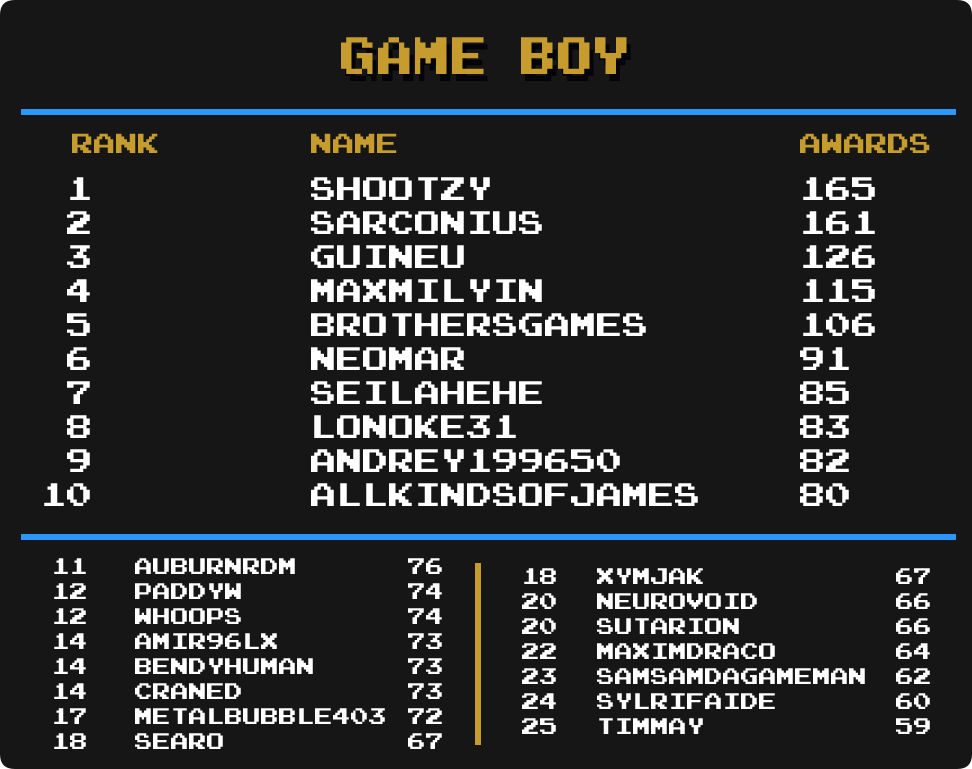 GAME BOY
RANK NAME AWARDS
1 SHOOTZY 165
2 SARCONIUS 161
3 GUINEU 126
4 MAXMILYIN 115
5 BROTHERSGAMES 106
6 NEOMAR 91
7 SEILAHEHE 85
8 LONOKE31 83
9 ANDREY199650 82
10 ALLKINDSOFJAMES 80
11 AUBURNRDM 76
12 PADDYW 74
12 WHOOPS 74
14 AMIR96LX 73
14 BENDYHUMAN 73
14 CRANED 73
17 METALBUBBLE403 72
18 SEARO 67
18 XYMJAK 67
20 NEUROVOID 66
20 SUTARION 66
22 MAXIMDRACO 64
23 SAMSAMDAGAMEMAN 62
24 SYLRIFAIDE 60
25 TIMMAY 59